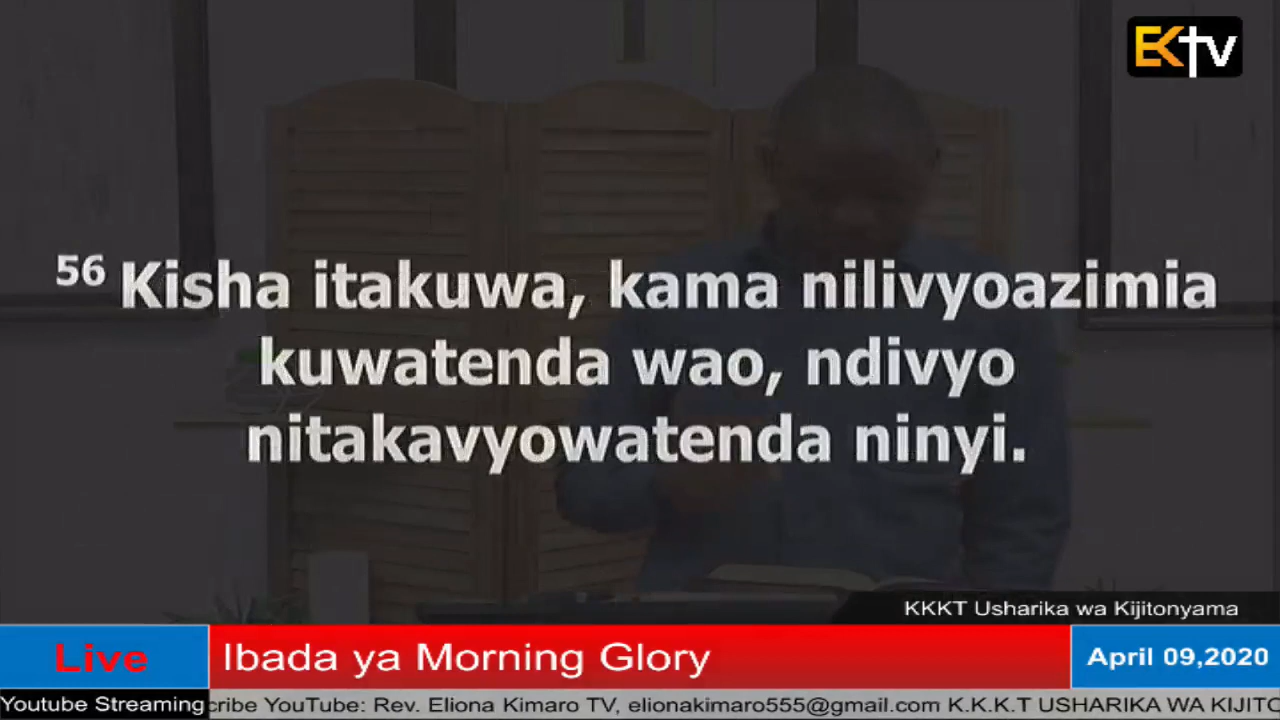 EKTV
56 Kisha itakuwa, kama nilivyoazimia
kuwatenda wao, ndivyo
nitakavyowatenda ninyi.
KKKT Usharika wa Kijitonyama
Live
Ibada ya Morning Glory
April 09,2020
Youtube Streaming
cribe YouTube: Rev. Eliona Kimaro TV, elionakimaro555@gmail.com K.K.K.T USHARIKA WA KIJITO